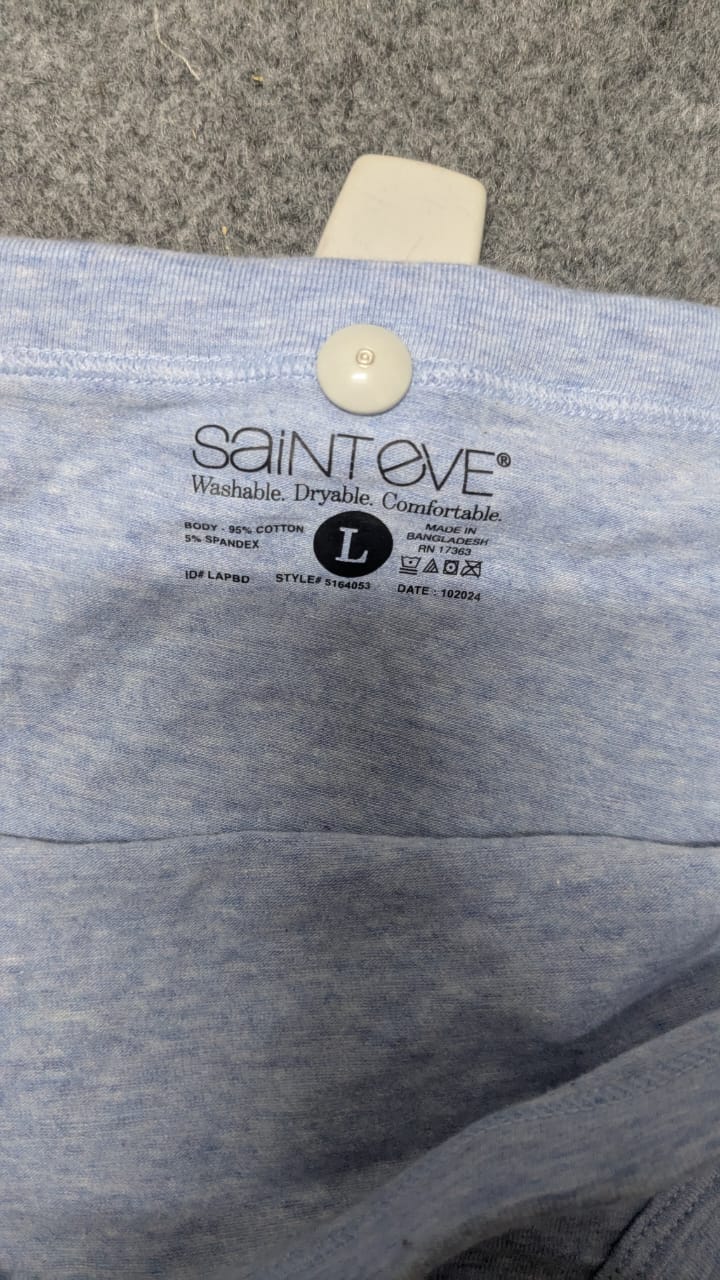 SAiNT EVE®
Washable. Dryable. Comfortable.
BODY - 95% COTTON
5% SPANDEX
L
MADE IN
BANGLADESH
RN 17363
ID# LAPBD
STYLE# 5164053
DATE : 102024